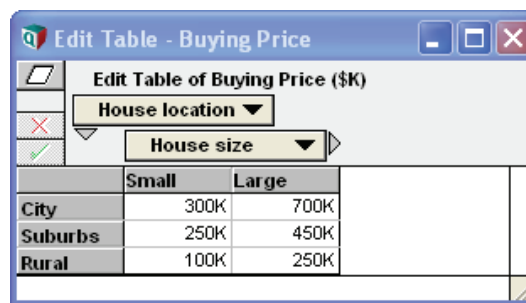 Edit Table - Buying Price
Edit Table of Buying Price ($K)
House location
House size
Small Large
City 300K 700K
Suburbs 250K 450K
Rural 100K 250K